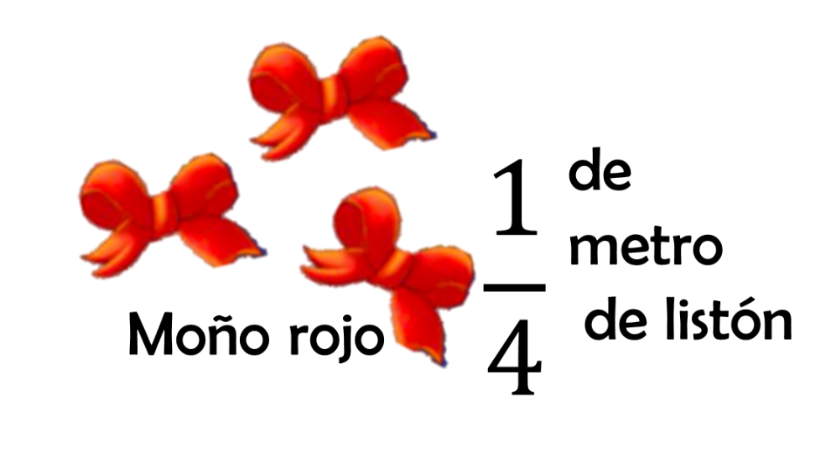 Moño rojo
1/4
de
metro
de listón